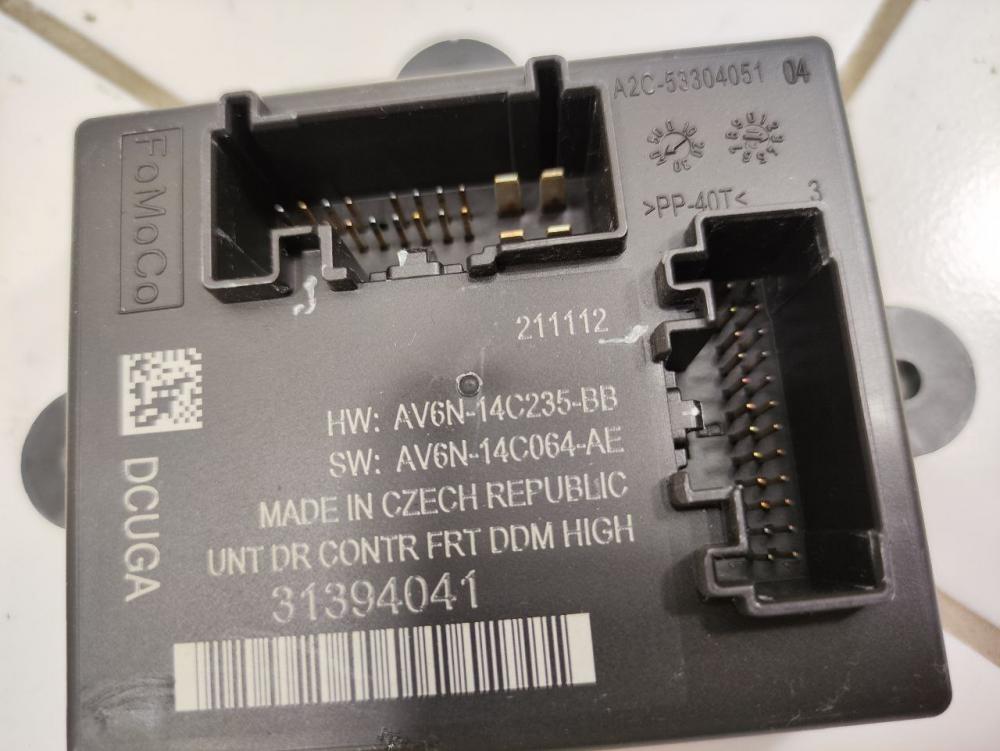 FoMoCo
A2C-53304051 04
>PP-40T<
3
211112
HW: AV6N-14C235-BB
SW: AV6N-14C064-AE
MADE IN CZECH REPUBLIC
UNT DR CONTR FRT DDM HIGH
31394041
DCUGA